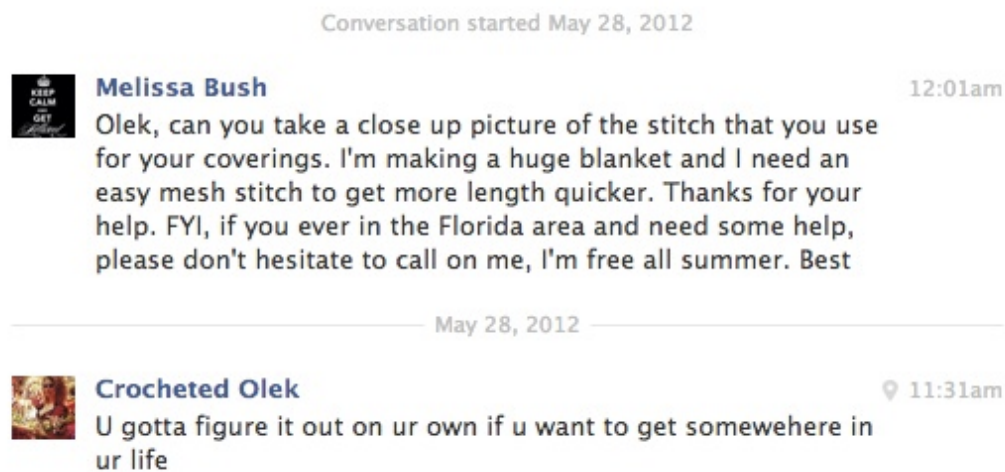 Conversation started May 28, 2012
KEEP
CALM
GET
Melissa Bush
12:01am
Olek, can you take a close up picture of the stitch that you use
for your coverings. I'm making a huge blanket and I need an
easy mesh stitch to get more length quicker. Thanks for your
help. FYI, if you ever in the Florida area and need some help,
please don't hesitate to call on me, I'm free all summer. Best
May 28, 2012
Crocheted Olek
11:31am
U gotta figure it out on ur own if u want to get somewehere in
ur life